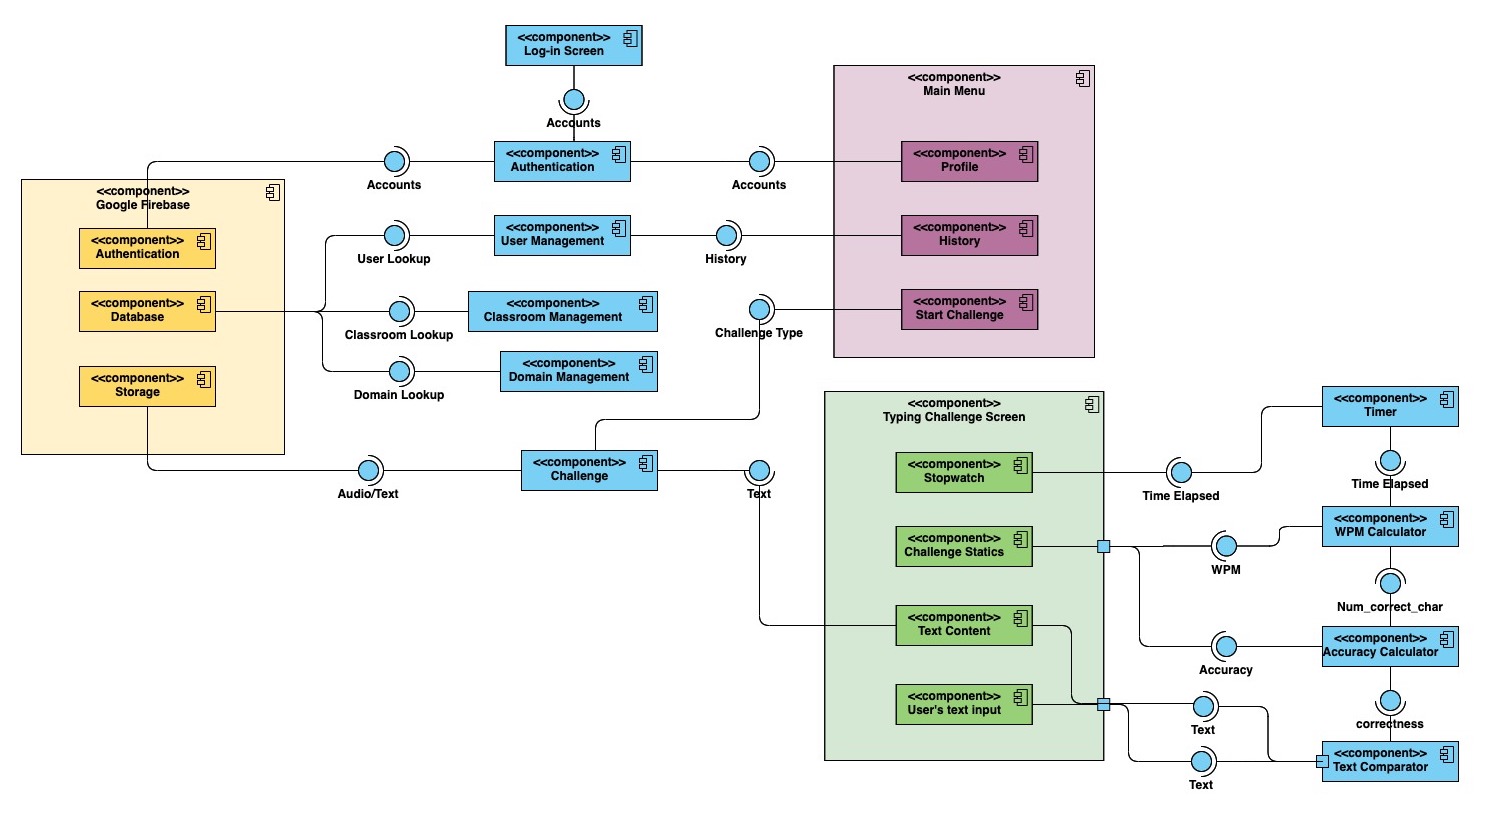 <<component>>
Log-in Screen
Accounts
<<component>>
Main Menu
<<component>>
Authentication
<<component>>
Profile
Accounts
Accounts
<<component>>
Google Firebase
<<component>>
Authentication
<<component>>
User Management
<<component>>
History
User Lookup
History
<<component>>
Database
<<component>>
Classroom Management
<<component>>
Start Challenge
Classroom Lookup
Challenge Type
<<component>>
Domain Management
<<component>>
Storage
Domain Lookup
<<component>>
Typing Challenge Screen
<<component>>
Timer
<<component>>
Challenge
<<component>>
Stopwatch
Audio/Text
Text
Time Elapsed
Time Elapsed
<<component>>
WPM Calculator
<<component>>
Challenge Statics
WPM
Num_correct_char
<<component>>
Text Content
<<component>>
Accuracy Calculator
Accuracy
<<component>>
User's text input
correctness
Text
<<component>>
Text Comparator
Text